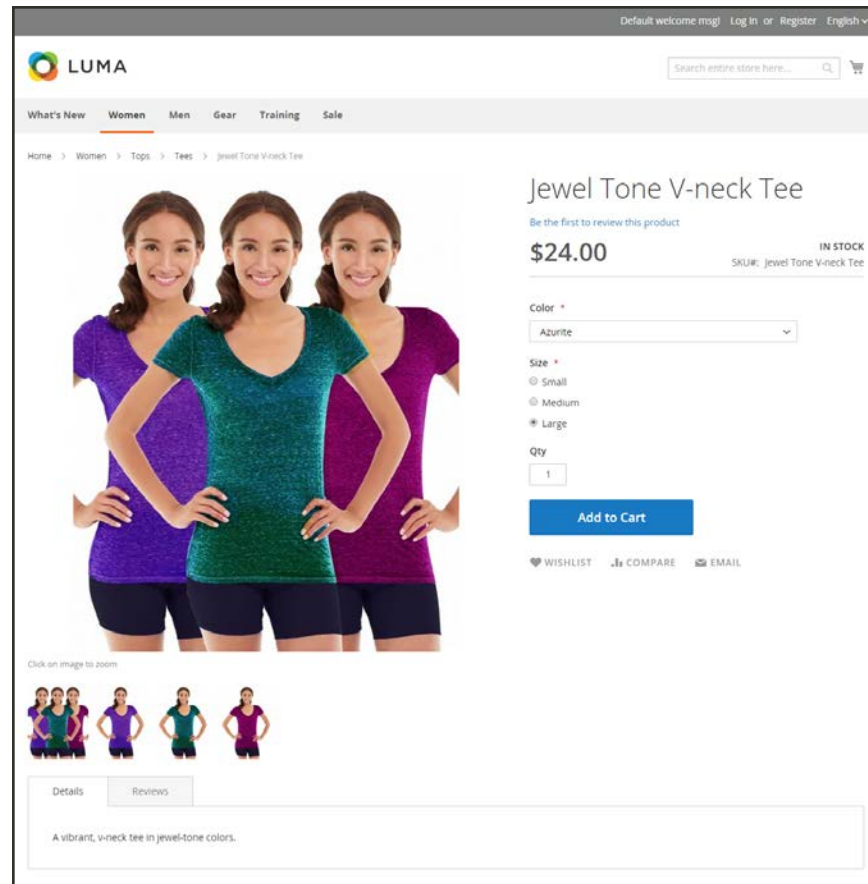 Default welcome msg! Log In or Register English
LUMA
Search entire store here...
What's New Women Men Gear Training Sale
Home > Women > Tops > Tees > Jewel Tone V-neck Tee
Jewel Tone V-neck Tee
Be the first to review this product
$24.00
IN STOCK
SKU#: Jewel Tone V-neck Tee
Color *
Azurite
Size *
Small
Medium
Large
Qty
1
Add to Cart
WISHLIST COMPARE EMAIL
Click on image to zoom
Details Reviews
A vibrant, v-neck tee in jewel-tone colors.